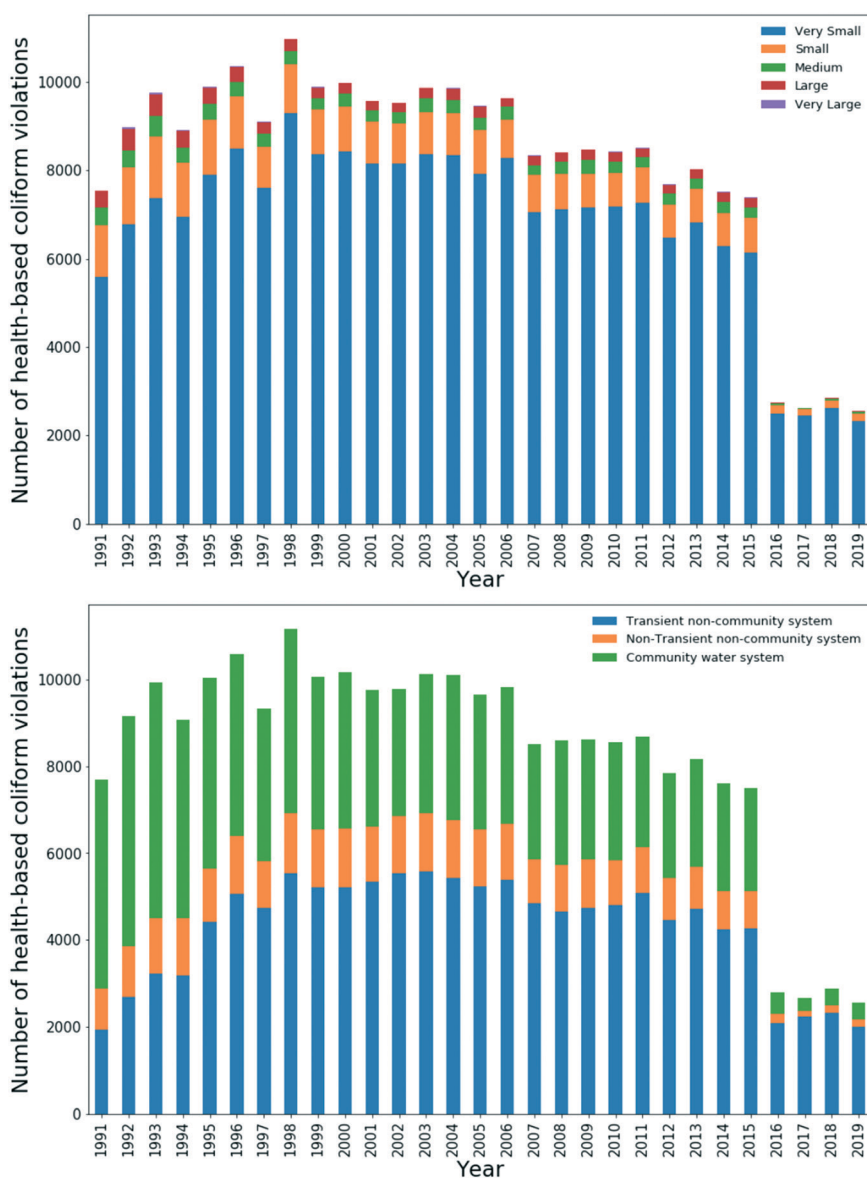 Number of health-based coliform violations
10000
8000
6000
4000
2000
0
Very Small
Small
Medium
Large
Very Large
1991 1992 1993 1994 1995 1996 1997 1998 1999 2000 2001 2002 2003 2004 2005 2006 2007 2008 2009 2010 2011 2012 2013 2014 2015 2016 2017 2018 2019
Year
Number of health-based coliform violations
10000
8000
6000
4000
2000
0
Transient non-community system
Non-Transient non-community system
Community water system
1991 1992 1993 1994 1995 1996 1997 1998 1999 2000 2001 2002 2003 2004 2005 2006 2007 2008 2009 2010 2011 2012 2013 2014 2015 2016 2017 2018 2019
Year